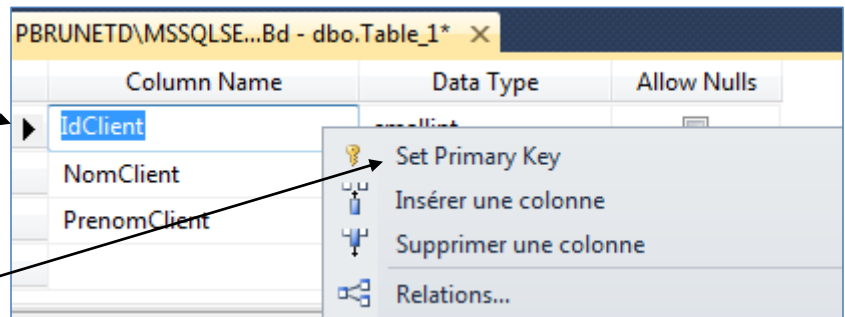 PBRUNETD\MSSQLSE...Bd - dbo.Table_1*
Column Name Data Type Allow Nulls
IdClient
Set Primary Key
NomClient
Insérer une colonne
PrenomClient
Supprimer une colonne
Relations...